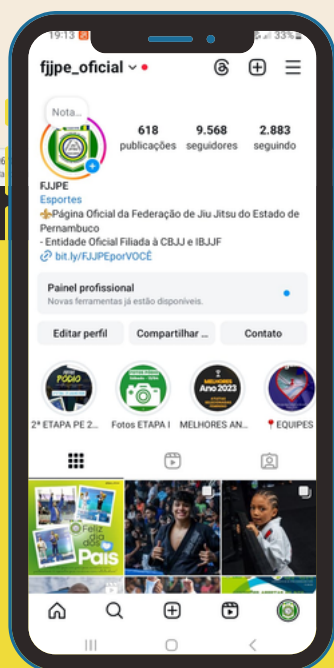 19:13
33%
fjjpe_oficial
Nota...
618
9.568
2.883
publicações
seguidores
seguindo
FJJPE
Esportes
⚜Página Oficial da Federação de Jiu Jitsu do Estado de
Pernambuco
- Entidade Oficial Filiada à CBJJ e IBJJF
bit.ly/FJJPEporVOCÊ
Painel profissional
Novas ferramentas já estão disponíveis.
Editar perfil
Compartilhar ...
Contato
FOTOS
PÓDIO
MELHORES
Ano 2023
2ª ETAPA PE 2...
Fotos ETAPA I
MELHORES AN...
📍EQUIPES
Feliz
dia
dos
Pais